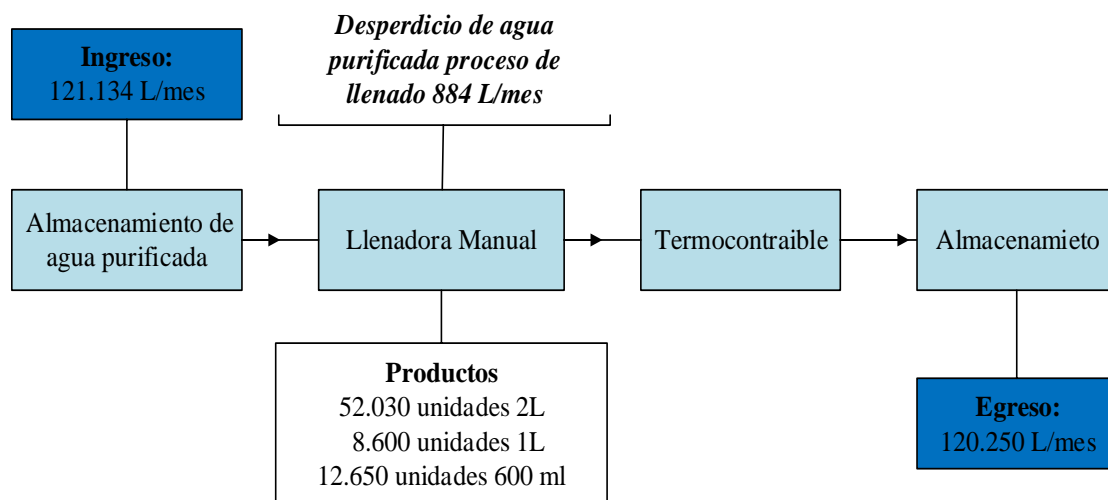 Ingreso:
121.134 L/mes
Desperdicio de agua
purificada proceso de
llenado 884 L/mes
Almacenamiento de
agua purificada
Llenadora Manual
Termocontraible
Almacenamieto
Productos
52.030 unidades 2L
8.600 unidades 1L
12.650 unidades 600 ml
Egreso:
120.250 L/mes